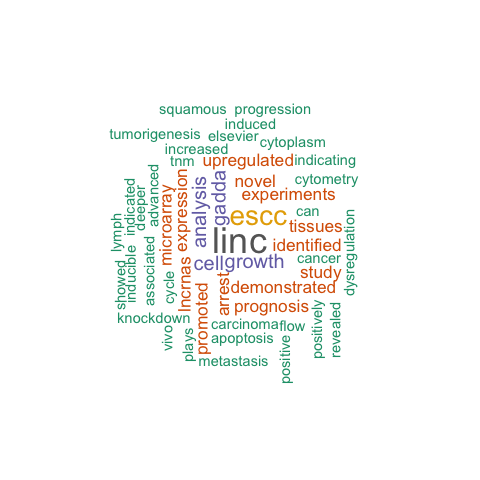 squamous progression
induced
tumorigenesis elsevier
cytoplasm
increased
tnm upregulated indicating
novel cytometry
experiments
escc can
tissues
linc identified
cell growth cancer
study
arrest demonstrated
promoted prognosis
knockdown carcinoma flow
apoptosis
metastasis
lymph
showed
indicated
inducible
deeper
advanced
associated
microarray
cycle
vivo
expression
lncrnas
plays
analysis
gadda
dysregulation
positively
revealed
positive